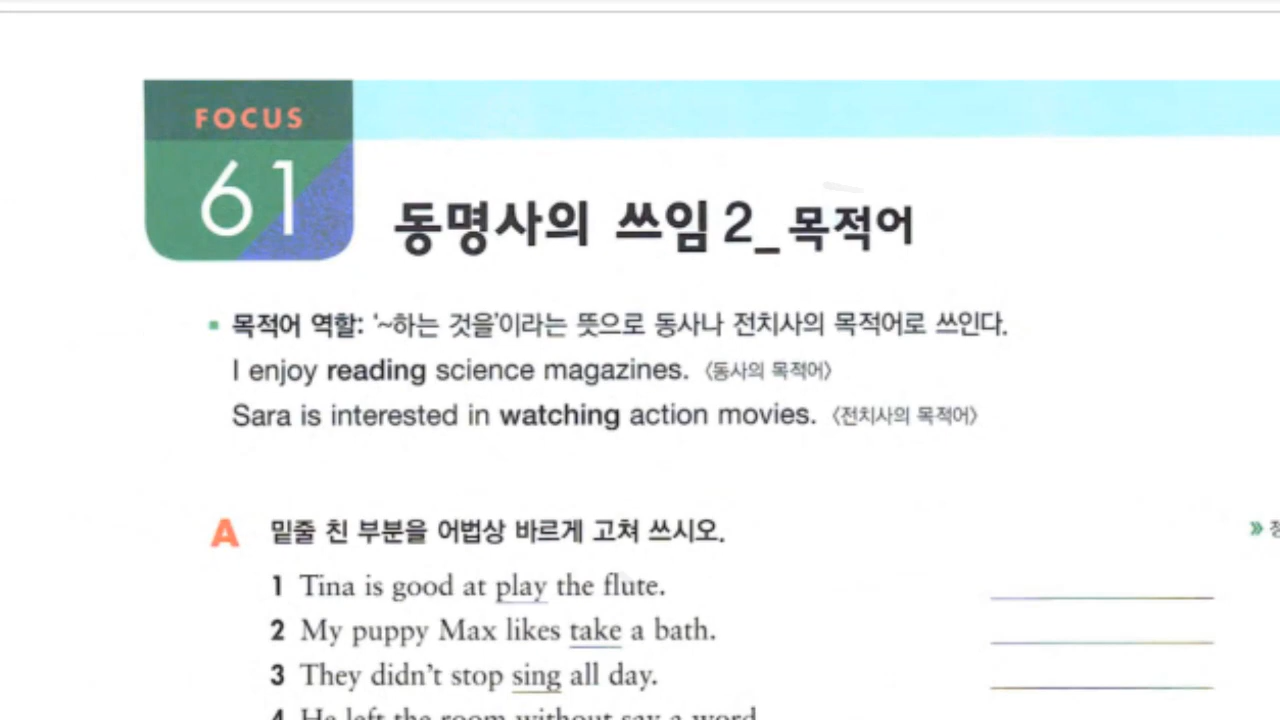 FOCUS
61
동명사의 쓰임 2_목적어
▪ 목적어 역할: '~하는 것을'이라는 뜻으로 동사나 전치사의 목적어로 쓰인다.
I enjoy reading science magazines. 〈동사의 목적어〉
Sara is interested in watching action movies. 〈전치사의 목적어〉
A 밑줄 친 부분을 어법상 바르게 고쳐 쓰시오.
» 정
1 Tina is good at play the flute.
2 My puppy Max likes take a bath.
3 They didn't stop sing all day.
4 He left the room without say a word.